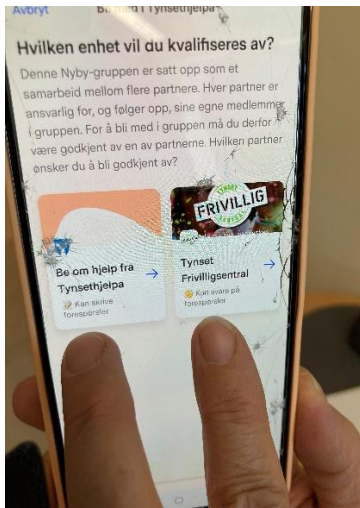 Avbryt
i Tynsethjelpa
Hvilken enhet vil du kvalifiseres av?
Denne Nyby-gruppen er satt opp som et
samarbeid mellom flere partnere. Hver partner er
ansvarlig for, og følger opp, sine egne medlemmer
i gruppen. For å bli med i gruppen må du derfor
være godkjent av en av partnerne. Hvilken partner
ønsker du å bli godkjent av?
TYNSET
FRIVILLIG
SENTRAL
Be om hjelp fra
Tynsethjelpa
Kan skrive
forespørsler
Tynset
Frivilligsentral
Kan svare på
forespørsler